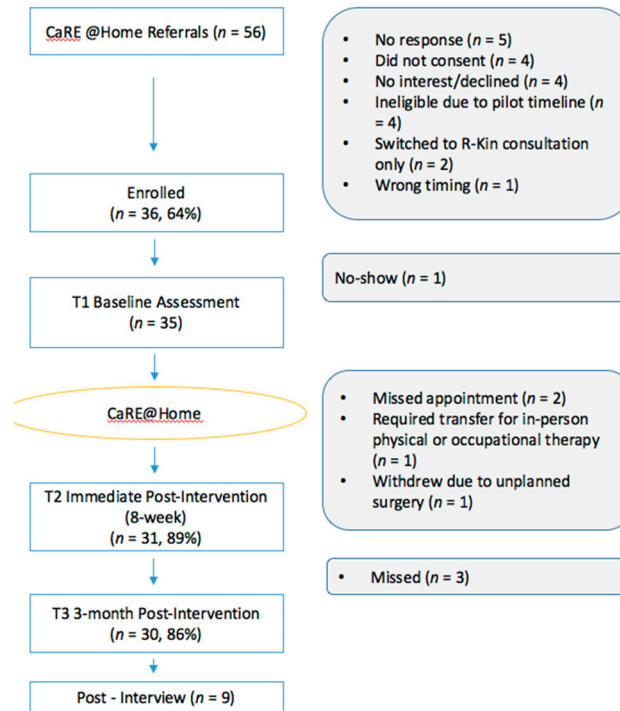 CaRE @Home Referrals (n = 56)
• No response (n = 5)
• Did not consent (n = 4)
• No interest/declined (n = 4)
• Ineligible due to pilot timeline (n
= 4)
• Switched to R-Kin consultation
only (n = 2)
• Wrong timing (n = 1)
Enrolled
(n = 36, 64%)
No-show (n = 1)
T1 Baseline Assessment
(n = 35)
CaRE@Home
• Missed appointment (n = 2)
• Required transfer for in-person
physical or occupational therapy
(n = 1)
• Withdrew due to unplanned
surgery (n = 1)
T2 Immediate Post-Intervention
(8-week)
(n = 31, 89%)
• Missed (n = 3)
T3 3-month Post-Intervention
(n = 30, 86%)
Post - Interview (n = 9)